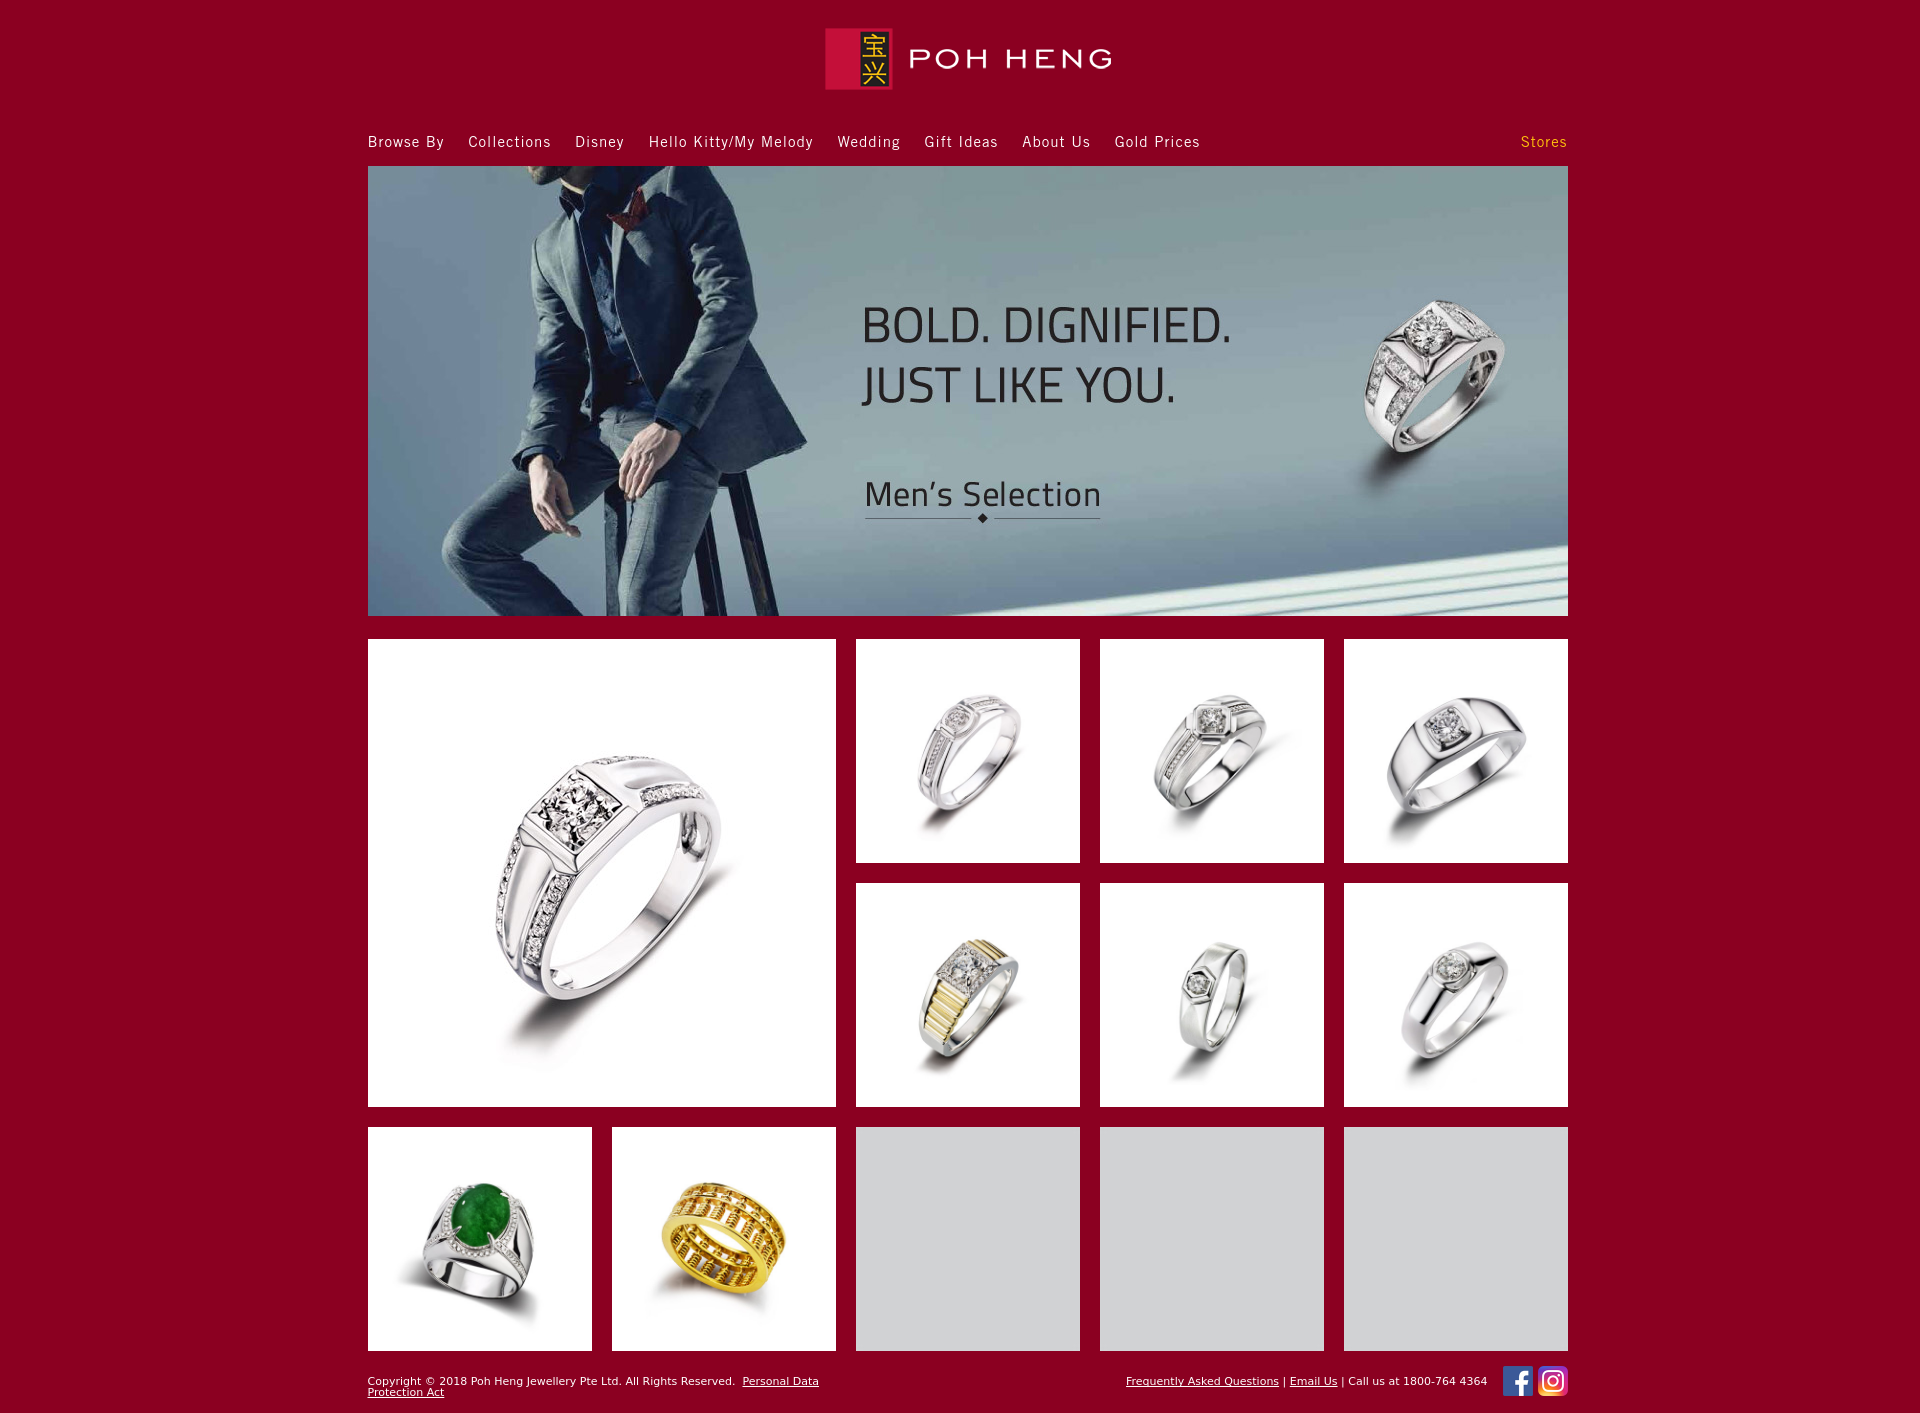 宝兴
POH HENG
Browse By
Collections
Disney
Hello Kitty/My Melody
Wedding
Gift Ideas
About Us
Gold Prices
Stores
BOLD. DIGNIFIED.
JUST LIKE YOU.
Men’s Selection
Copyright © 2018 Poh Heng Jewellery Pte Ltd. All Rights Reserved. Personal Data
Protection Act
Frequently Asked Questions | Email Us | Call us at 1800-764 4364